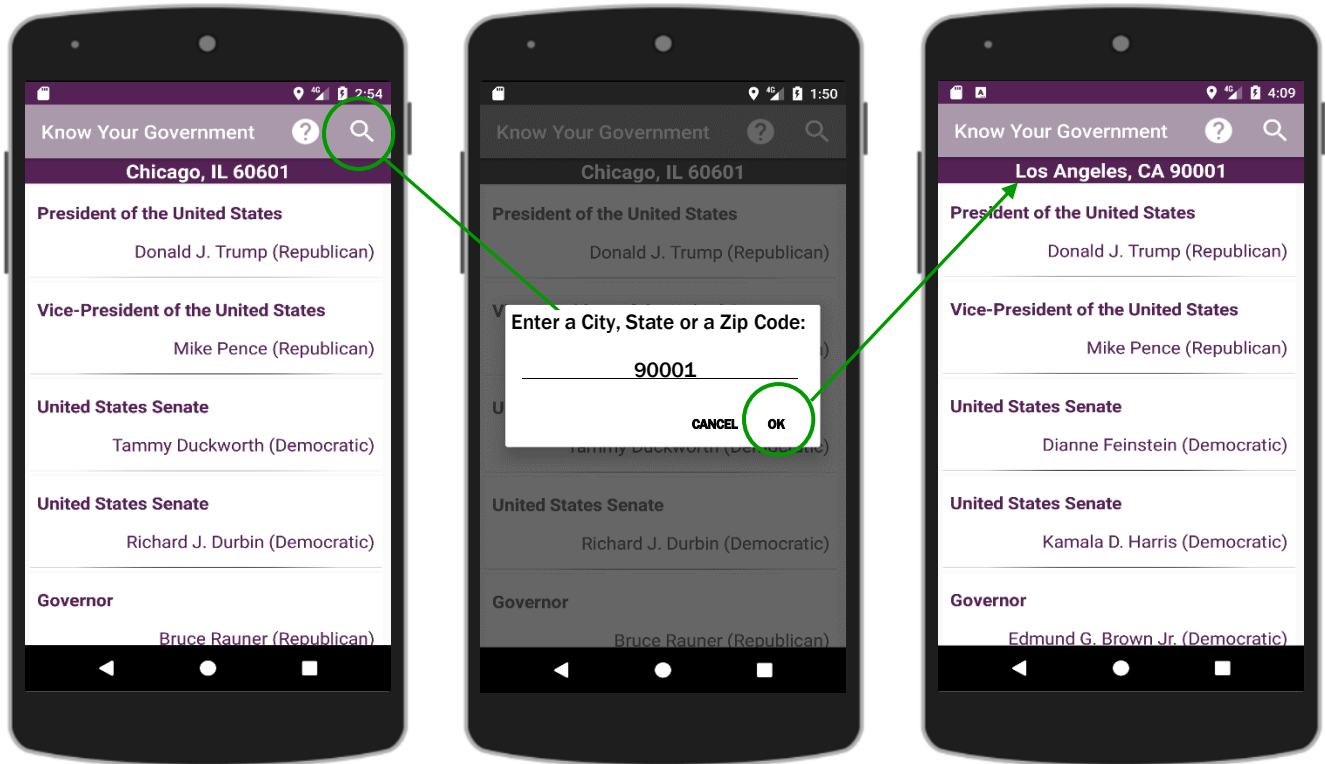 4G 2:54
Know Your Government ?
Chicago, IL 60601
President of the United States
Donald J. Trump (Republican)
Vice-President of the United States
Mike Pence (Republican)
United States Senate
Tammy Duckworth (Democratic)
United States Senate
Richard J. Durbin (Democratic)
Governor
Bruce Rauner (Republican)
4G 1:50
Know Your Government ?
Chicago, IL 60601
President of the United States
Donald J. Trump (Republican)
Enter a City, State or a Zip Code:
90001
CANCEL OK
Tammy Duckworth (Democratic)
United States Senate
Richard J. Durbin (Democratic)
Governor
Bruce Rauner (Republican)
A 4G 4:09
Know Your Government ?
Los Angeles, CA 90001
President of the United States
Donald J. Trump (Republican)
Vice-President of the United States
Mike Pence (Republican)
United States Senate
Dianne Feinstein (Democratic)
United States Senate
Kamala D. Harris (Democratic)
Governor
Edmund G. Brown Jr. (Democratic)